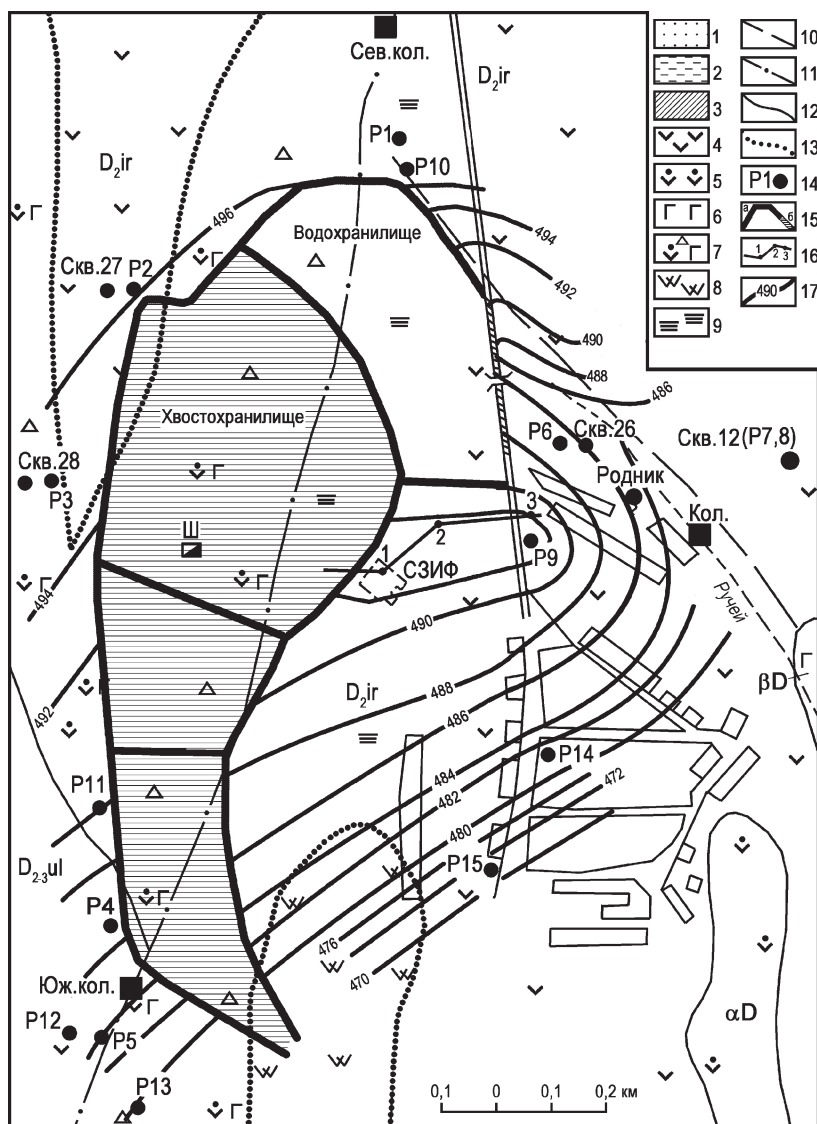 Сев.кол.
D₂ir
1
10
2
11
3
12
4
13
5
P1
14
6
а
б
15
7
Г
1
2
3
16
8
490
17
9
Г Г
P1
P10
D₂ir
Г
496
Водохранилище
494
492
490
488
486
Г
Скв.27
P2
Хвостохранилище
P6
Скв.26
Скв.12(P7,8)
Родник
Кол.
Скв.28
P3
Г
Ш
1
2
3
P9
СЗИФ
Г
494
490
Ручей
488
D₂ir
486
492
Г
Г
βD
P11
484
482
480
P14
472
P15
D₂₋₃ul
P4
Г
476
470
Юж.кол.
Г
P12
P5
αD
P13
Г
0,1
0
0,1
0,2 км